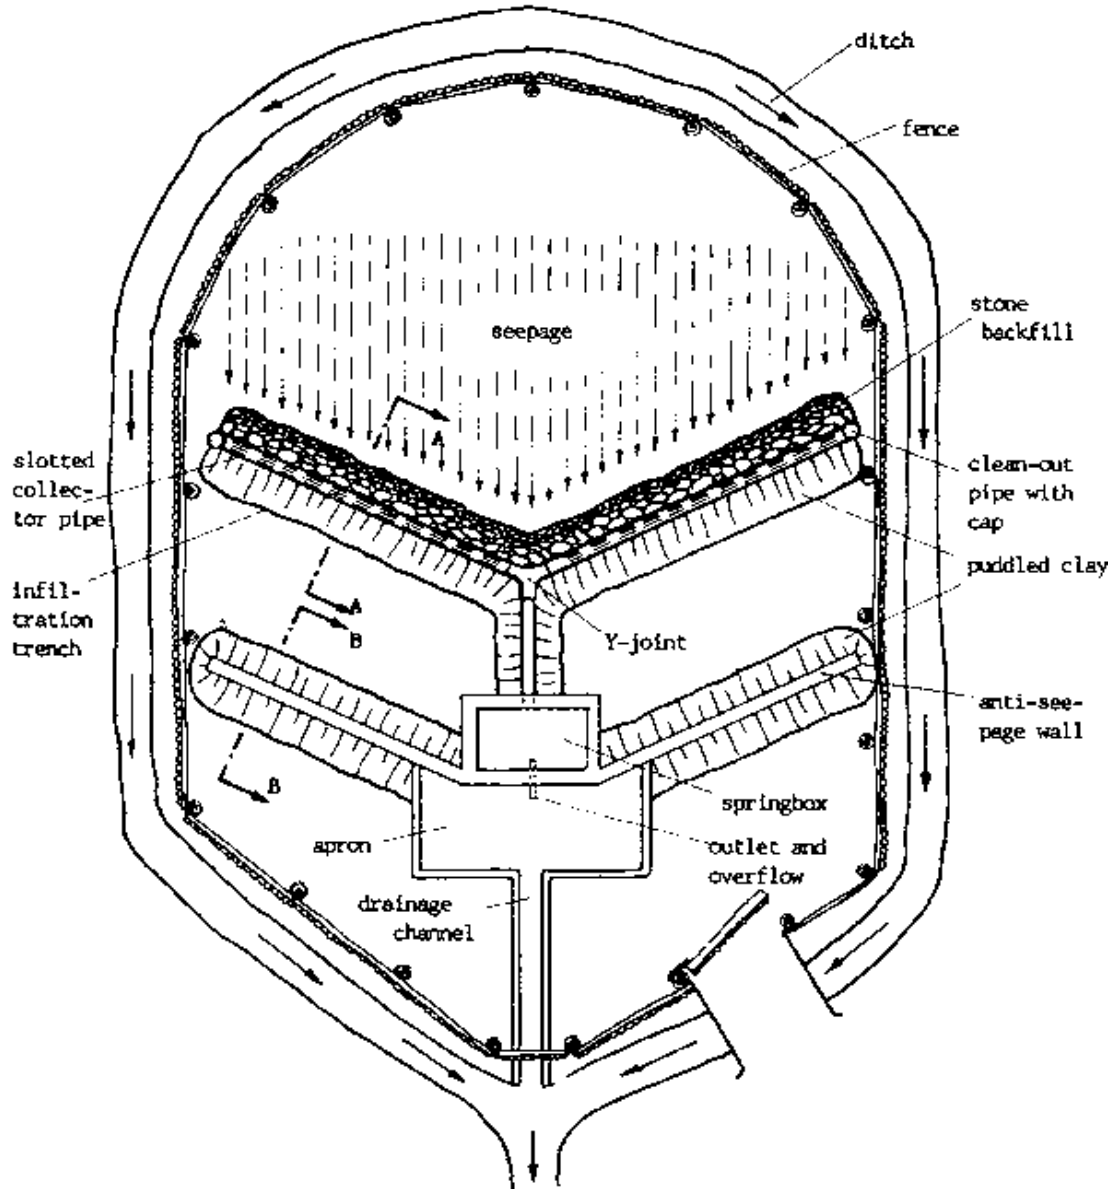 ditch
fence
seepage
stone
backfill
A
slotted
collec-
tor pipe
clean-out
pipe with
cap
puddled clay
infil-
tration
trench
A
B
Y-joint
anti-see-
page wall
B
springbox
apron
outlet and
overflow
drainage
channel